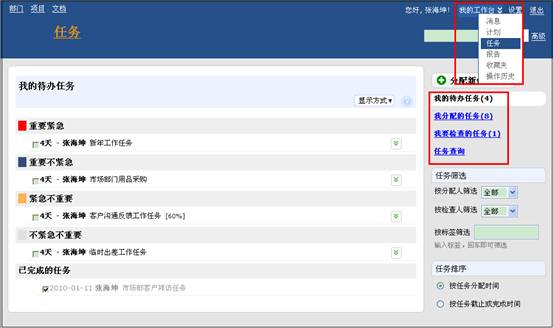 部门 项目 文档
您好, 张海坤! 我的工作台 设置 退出
任务
高级
消息
计划
任务
报告
收藏夹
操作历史
我的待办任务
显示方式
重要紧急
4天 - 张海坤 新年工作任务
重要不紧急
4天 - 张海坤 市场部门用品采购
紧急不重要
4天 - 张海坤 客户沟通反馈工作任务 [60%]
不紧急不重要
4天 - 张海坤 临时出差工作任务
已完成的任务
2010-01-11 张海坤 市场部客户拜访任务
分配新
我的待办任务(4)
我分配的任务(8)
我要检查的任务(1)
任务查询
任务筛选
按分配人筛选 全部
按检查人筛选 全部
按标签筛选
输入标签, 回车即可筛选
任务排序
按任务分配时间
按任务截止或完成时间